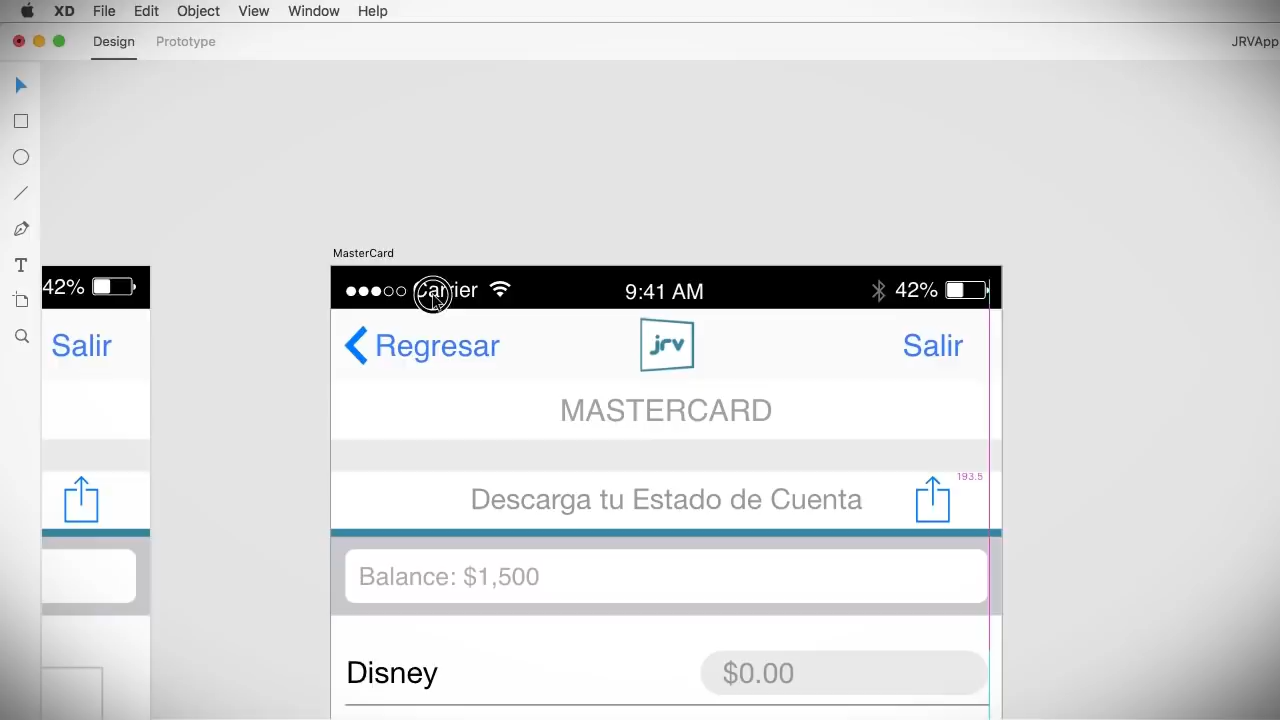 XD File Edit Object View Window Help
Design Prototype JRVApp
MasterCard
42% Carrier 9:41 AM 42%
Salir Regresar jrv Salir
MASTERCARD
193.5
Descarga tu Estado de Cuenta
Balance: $1,500
Disney $0.00